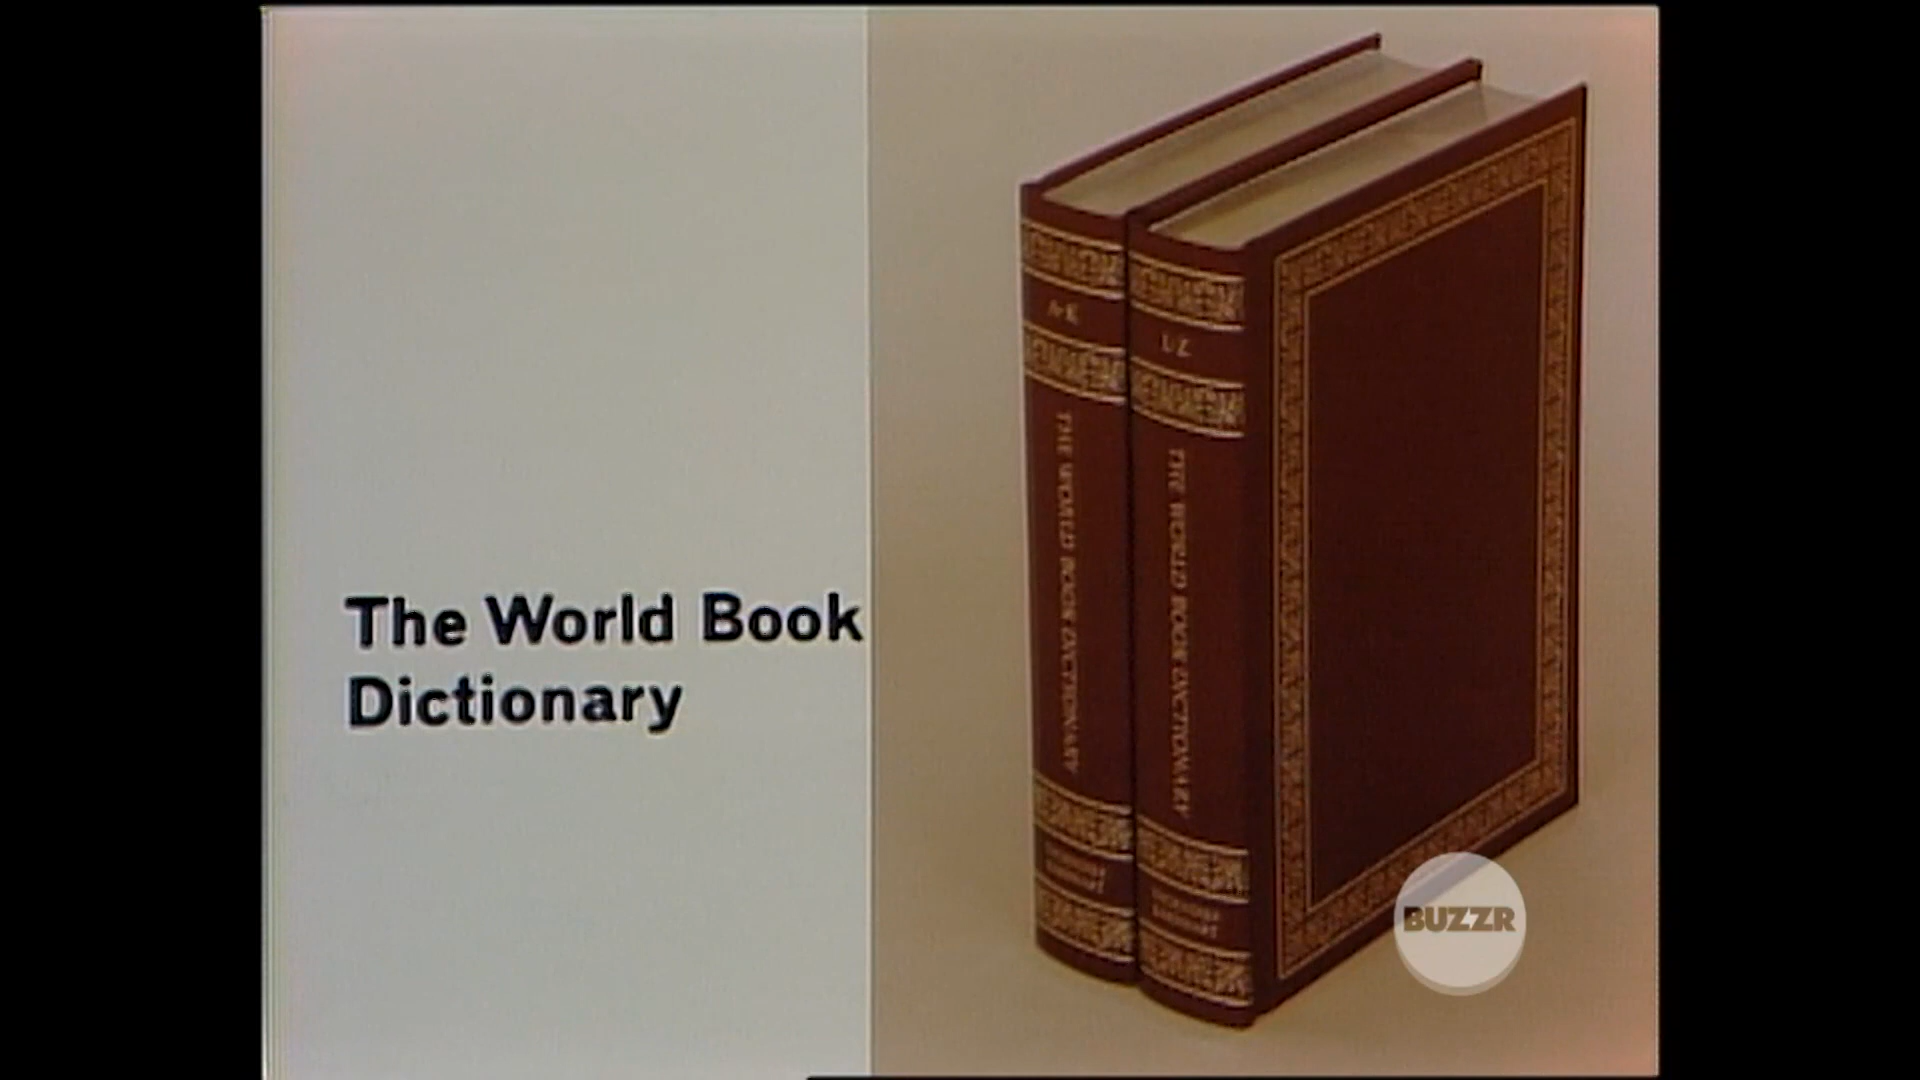 The World Book
Dictionary
THE WORLD BOOK DICTIONARY
THE WORLD BOOK DICTIONARY
BUZZR